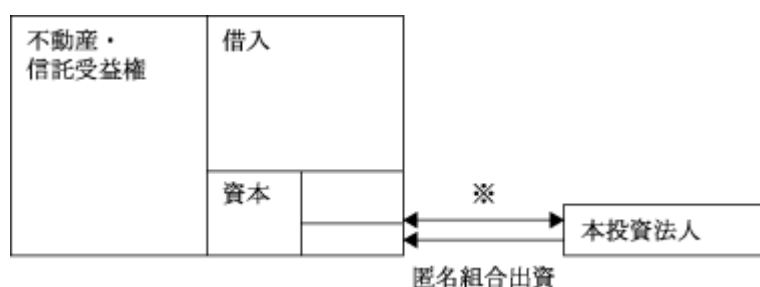 不動産・
信託受益権
借入
資本
※
本投資法人
匿名組合出資